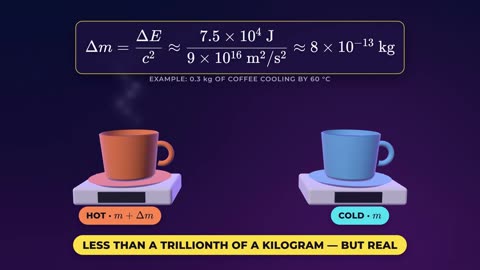 Δm = ΔE/c² ≈ 7.5 × 10⁴ J / 9 × 10¹⁶ m²/s² ≈ 8 × 10⁻¹³ kg
EXAMPLE: 0.3 kg OF COFFEE COOLING BY 60 °C
HOT · m + Δm
COLD · m
LESS THAN A TRILLIONTH OF A KILOGRAM — BUT REAL